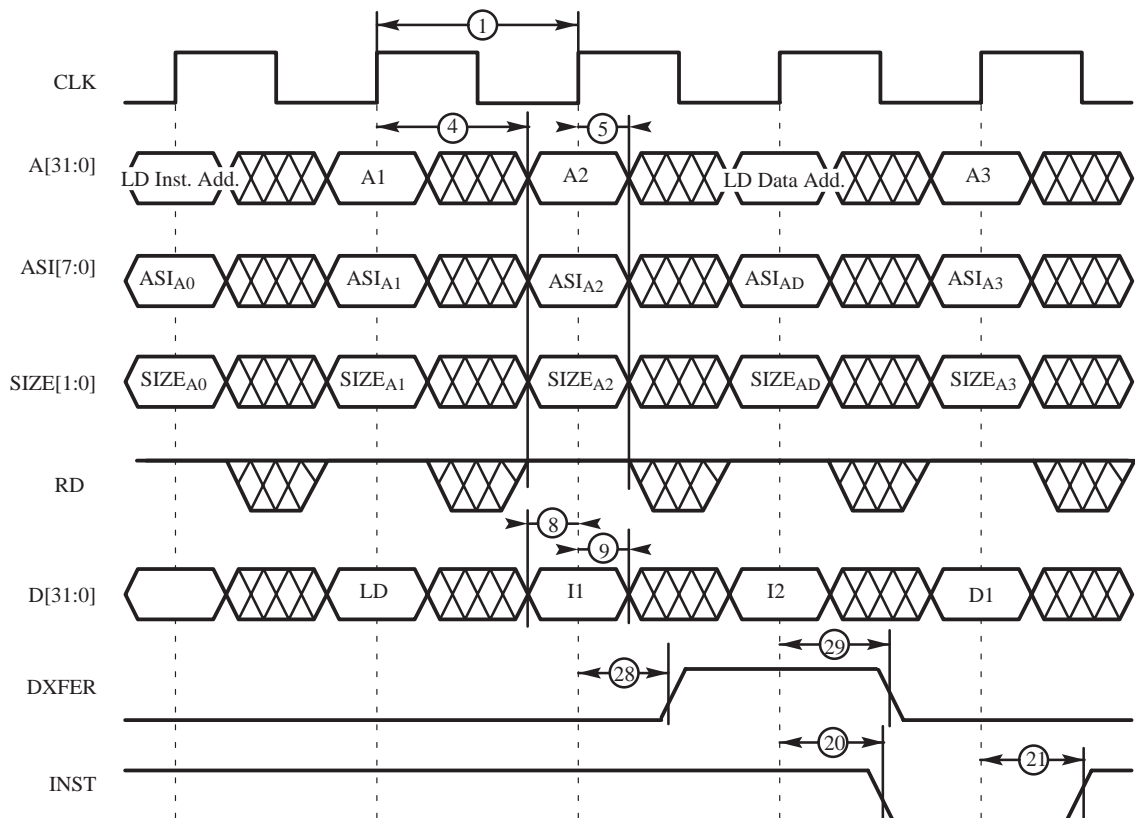 1
CLK
4
5
A[31:0]
LD Inst. Add.
A1
A2
LD Data Add.
A3
ASI[7:0]
ASIA0
ASIA1
ASIA2
ASIAD
ASIA3
SIZE[1:0]
SIZEA0
SIZEA1
SIZEA2
SIZEAD
SIZEA3
RD
8
9
D[31:0]
LD
I1
I2
D1
28
29
DXFER
20
21
INST